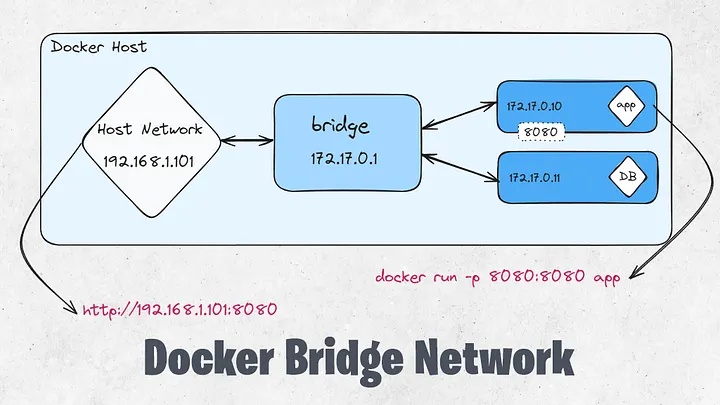 Docker Host
Host Network
192.168.1.101
bridge
172.17.0.1
172.17.0.10
app
8080
172.17.0.11
DB
docker run -p 8080:8080 app
http://192.168.1.101:8080
Docker Bridge Network